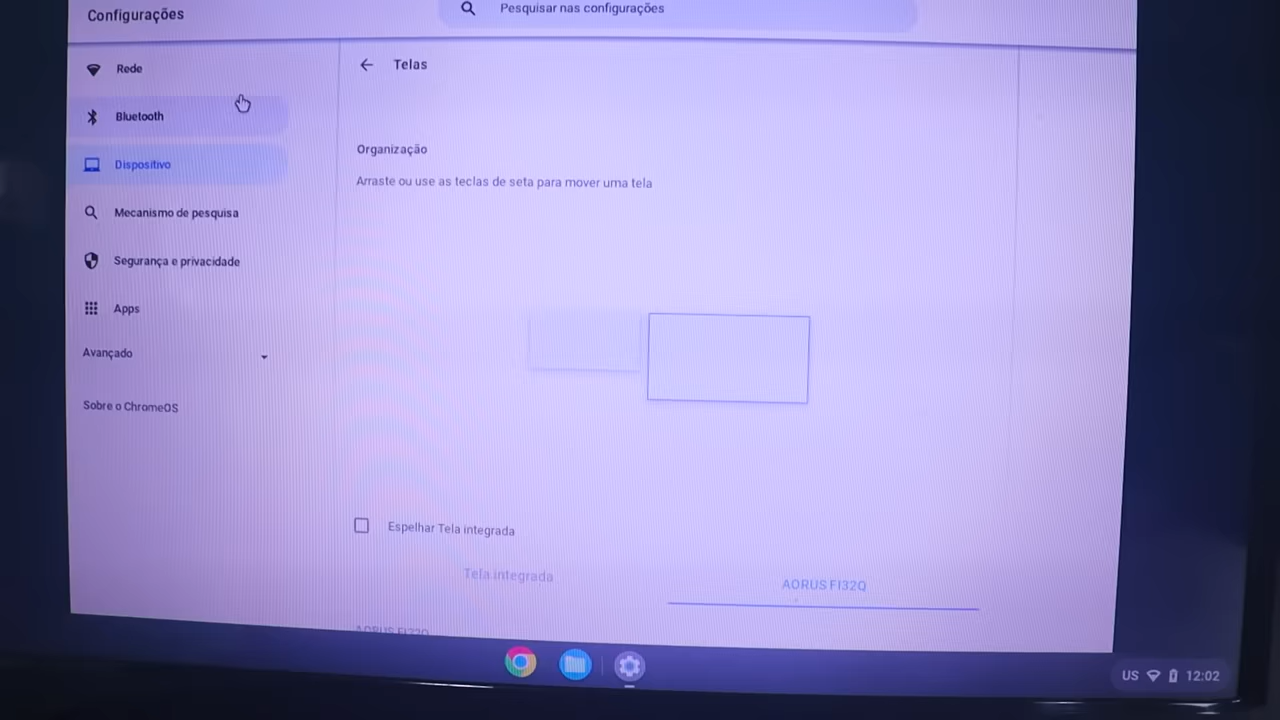 Configurações
Pesquisar nas configurações
Rede
Bluetooth
Dispositivo
Mecanismo de pesquisa
Segurança e privacidade
Apps
Avançado
Sobre o ChromeOS
Telas
Organização
Arraste ou use as teclas de seta para mover uma tela
Espelhar Tela integrada
Tela integrada
AORUS FI32Q
AORUS FI32Q
US 12:02